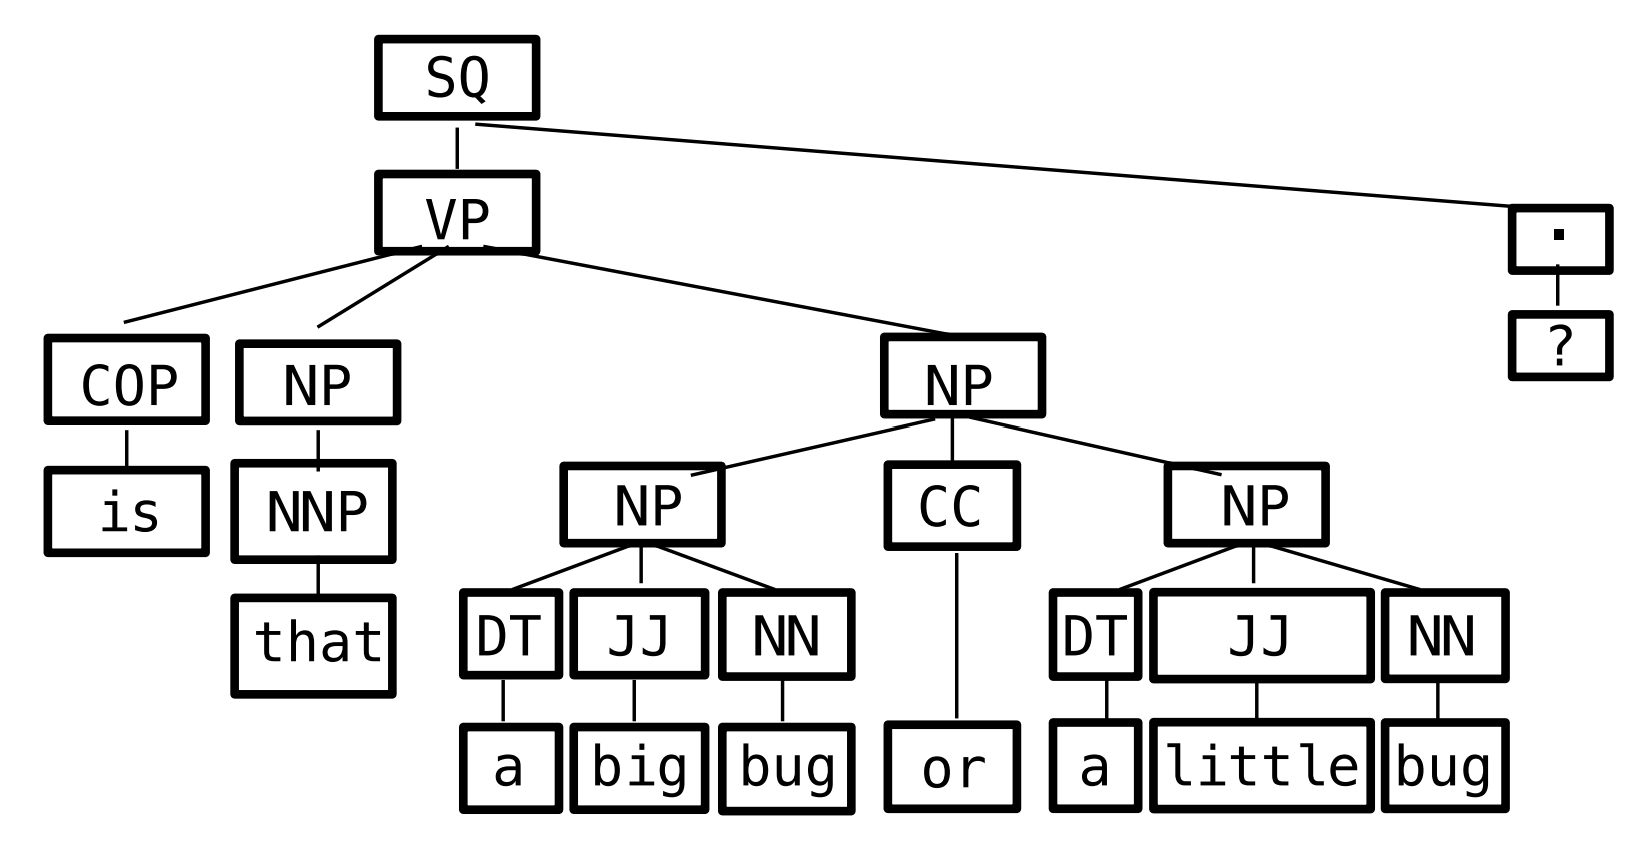 SQ
VP
.
COP NP NP ?
is NNP NP CC NP
that DT JJ NN DT JJ NN
a big bug or a little bug